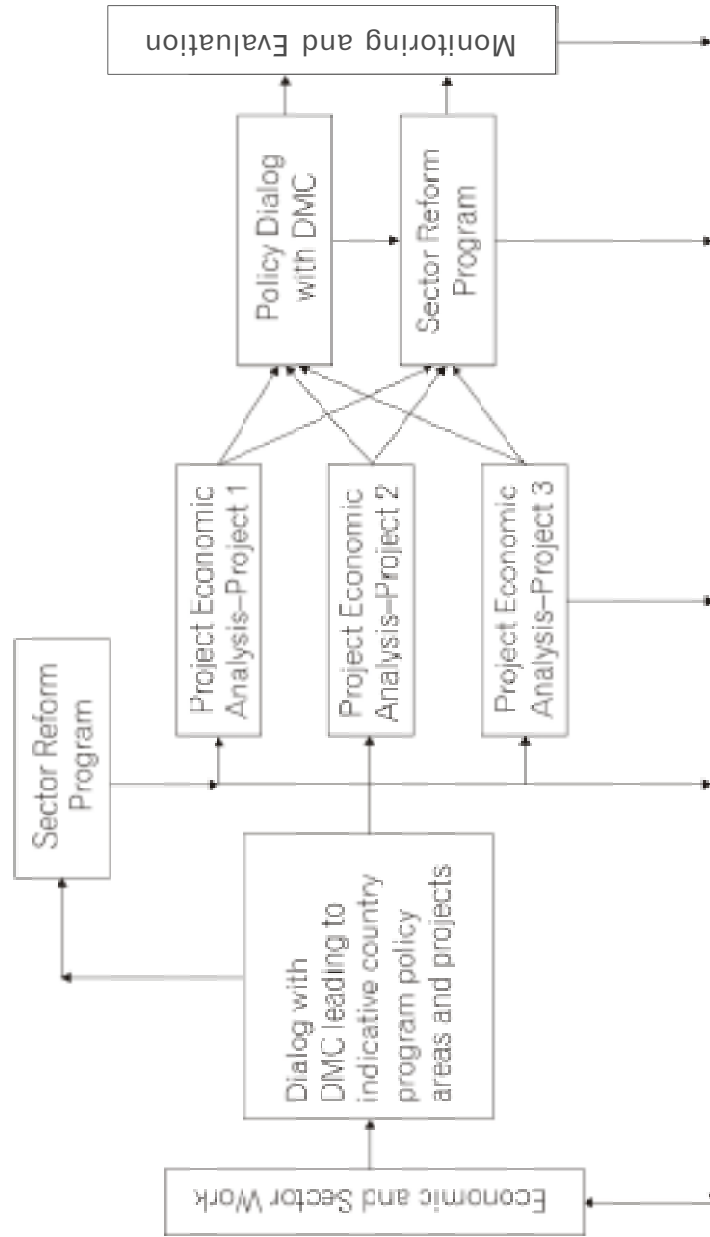 Economic and Sector Work
Dialog with
DMC leading to
indicative country
program policy
areas and projects
Sector Reform
Program
Project Economic
Analysis–Project 1
Project Economic
Analysis–Project 2
Project Economic
Analysis–Project 3
Policy Dialog
with DMC
Sector Reform
Program
Monitoring and Evaluation